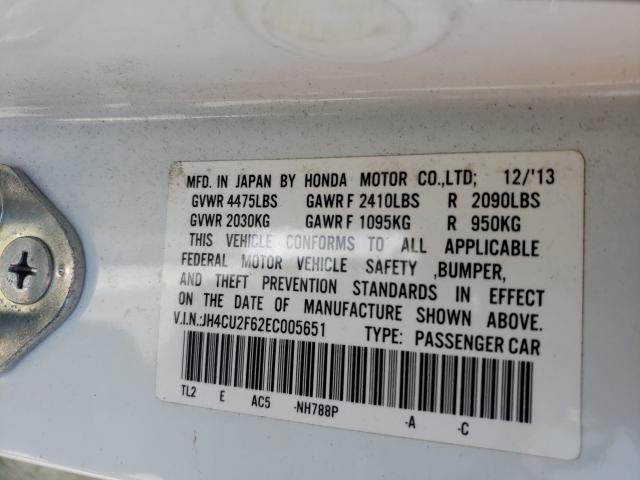 MFD. IN JAPAN BY HONDA MOTOR CO.,LTD; 12/'13
GVWR 4475LBS GAWR F 2410LBS R 2090LBS
GVWR 2030KG GAWR F 1095KG R 950KG
THIS VEHICLE CONFORMS TO ALL APPLICABLE
FEDERAL MOTOR VEHICLE SAFETY ,BUMPER,
AND THEFT PREVENTION STANDARDS IN EFFECT
ON THE DATE OF MANUFACTURE SHOWN ABOVE.
V.I.N.:JH4CU2F62EC005651 TYPE: PASSENGER CAR
TL2 E AC5 -NH788P -A -C